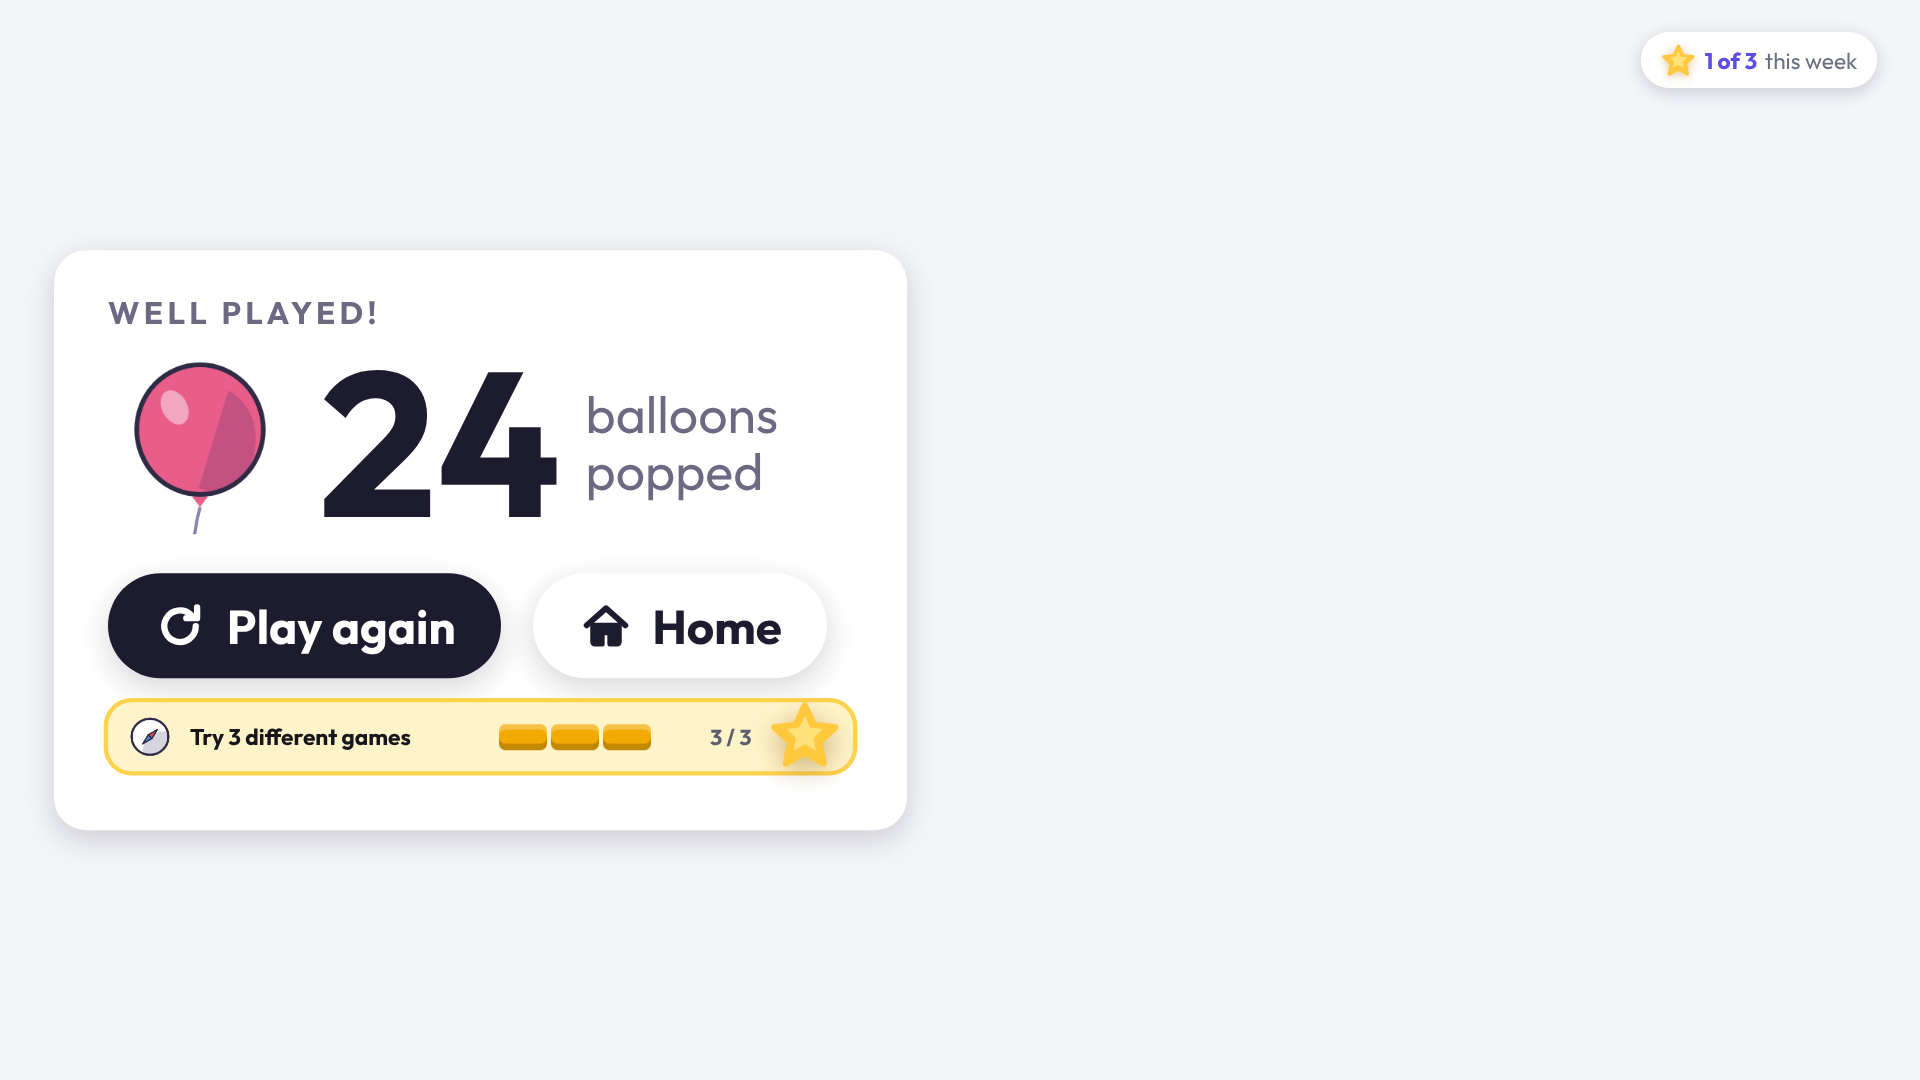 1 of 3 this week
WELL PLAYED!
24
balloons
popped
Play again
Home
Try 3 different games
3 / 3